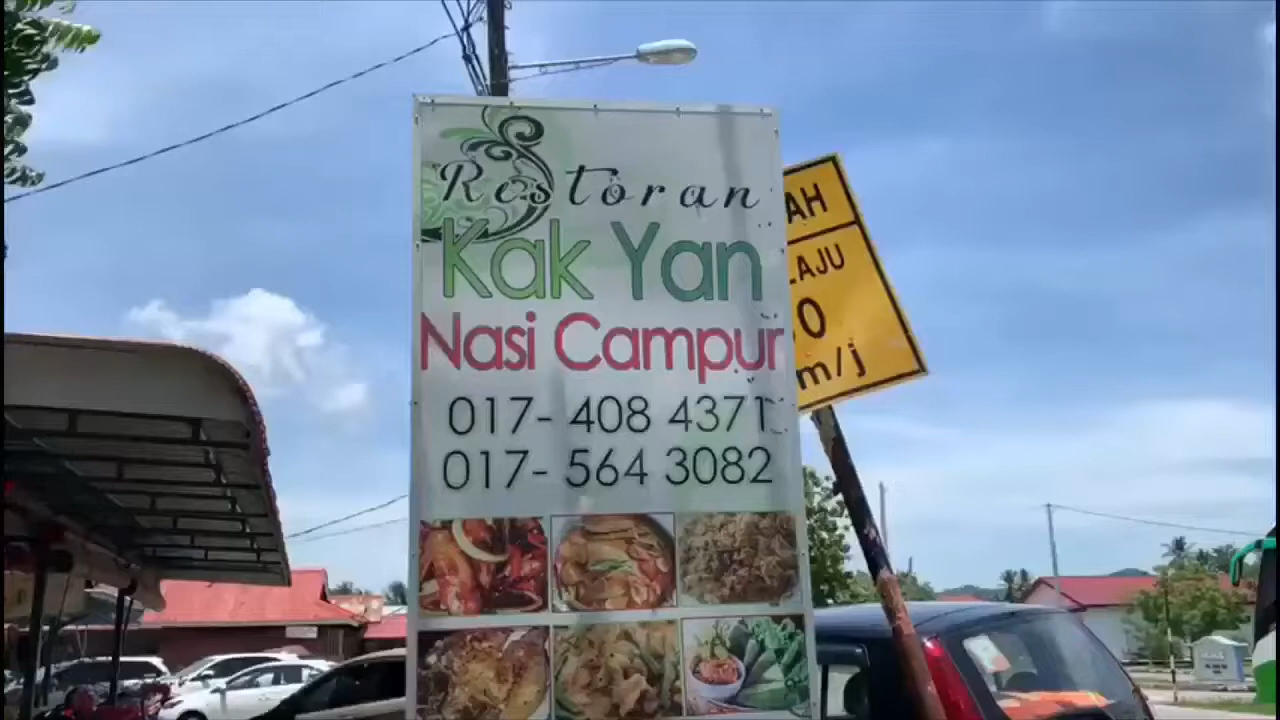 Restoran
Kak Yan
Nasi Campur
017- 408 4371
017- 564 3082
AH
LAJU
0
m/j